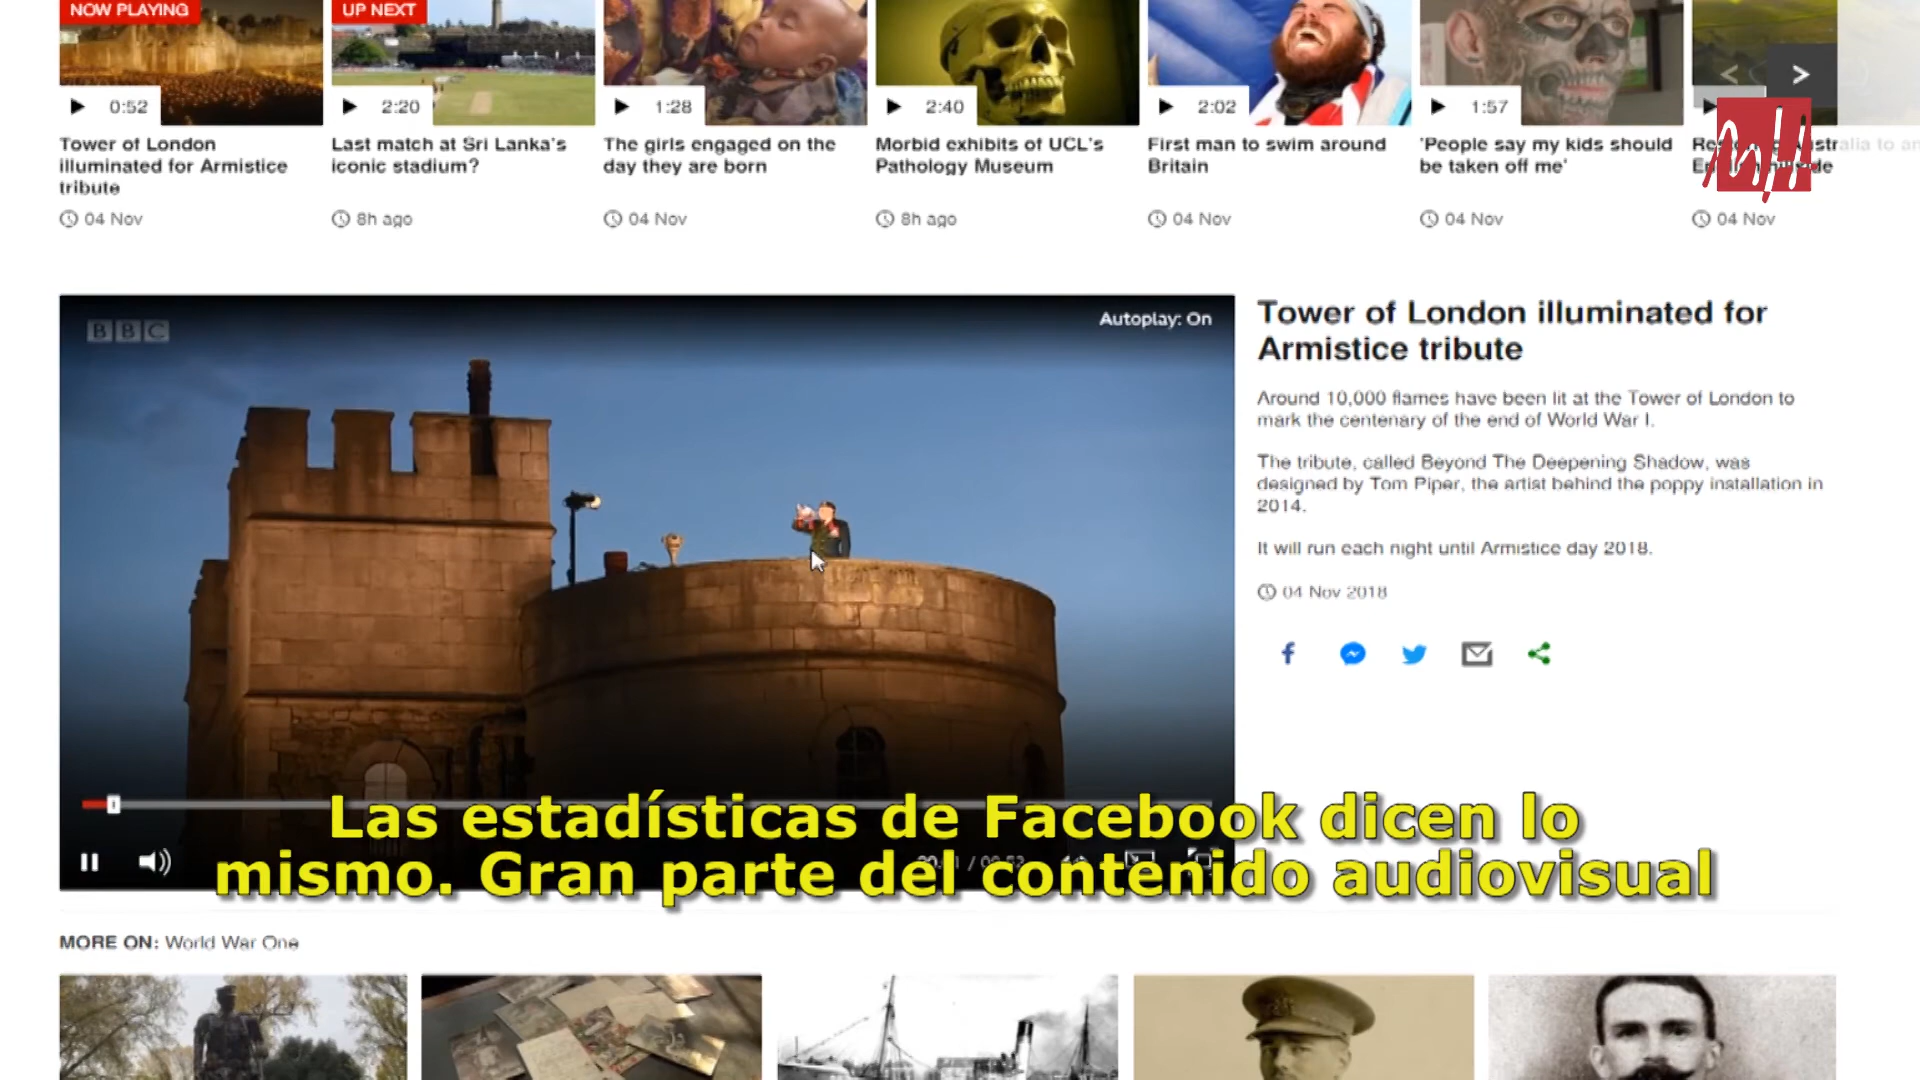 NOW PLAYING
UP NEXT
0:52
2:20
1:28
2:40
2:02
1:57
Tower of London
illuminated for Armistice
tribute
Last match at Sri Lanka's
iconic stadium?
The girls engaged on the
day they are born
Morbid exhibits of UCL's
Pathology Museum
First man to swim around
Britain
'People say my kids should
be taken off me'
04 Nov
8h ago
04 Nov
8h ago
04 Nov
04 Nov
04 Nov
BBC
Autoplay: On
Tower of London illuminated for
Armistice tribute
Around 10,000 flames have been lit at the Tower of London to
mark the centenary of the end of World War I.
The tribute, called Beyond The Deepening Shadow, was
designed by Tom Piper, the artist behind the poppy installation in
2014.
It will run each night until Armistice day 2018.
04 Nov 2018
Las estadísticas de Facebook dicen lo
mismo. Gran parte del contenido audiovisual
MORE ON: World War One